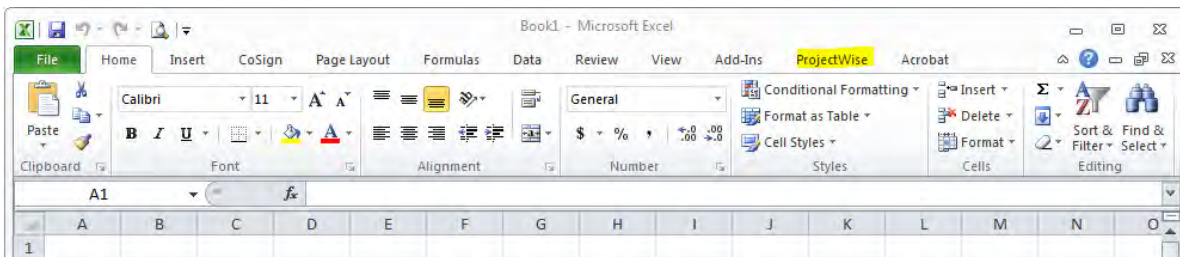 Book1 - Microsoft Excel
File Home Insert CoSign Page Layout Formulas Data Review View Add-Ins ProjectWise Acrobat
Calibri 11 A A General Conditional Formatting Insert Σ
Paste Format as Table Delete Sort & Find &
B I U A $ % , .00 .00 Cell Styles Format Filter Select
Clipboard Font Alignment Number Styles Cells Editing
A1 fx
A B C D E F G H I J K L M N O
1